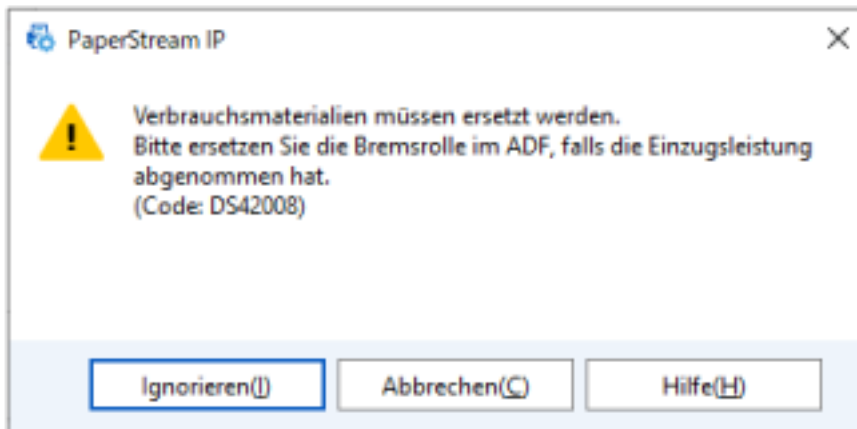 PaperStream IP
Verbrauchsmaterialien müssen ersetzt werden.
Bitte ersetzen Sie die Bremsrolle im ADF, falls die Einzugsleistung
abgenommen hat.
(Code: DS42008)
Ignorieren(I) Abbrechen(C) Hilfe(H)